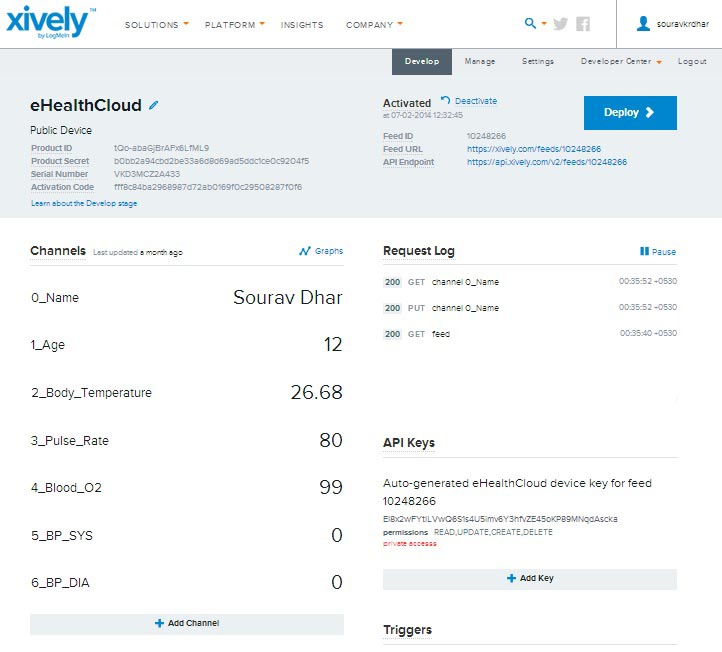 xively™
by LogMeIn
SOLUTIONS PLATFORM INSIGHTS COMPANY
souravkrdhar
Develop Manage Settings Developer Center Logout
eHealthCloud
Public Device
Product ID tQo-abaGjBrAFx6LfML9
Product Secret b0bb2a94cbd2be33a6d8d69ad5ddc1ce0c9204f5
Serial Number VKD3MCZ2A433
Activation Code fff8c84ba2968987d72ab0169f0c29508287f0f6
Learn about the Develop stage
Activated Deactivate
at 07-02-2014 12:32:45
Deploy
Feed ID 10248266
Feed URL https://xively.com/feeds/10248266
API Endpoint https://api.xively.com/v2/feeds/10248266
Channels Last updated a month ago Graphs
0_Name Sourav Dhar
1_Age 12
2_Body_Temperature 26.68
3_Pulse_Rate 80
4_Blood_O2 99
5_BP_SYS 0
6_BP_DIA 0
Add Channel
Request Log Pause
200 GET channel 0_Name 00:35:52 +0530
200 PUT channel 0_Name 00:35:52 +0530
200 GET feed 00:35:40 +0530
API Keys
Auto-generated eHealthCloud device key for feed
10248266
EI8x2wFYtILVwQ6S1s4U5imv6Y3hfVZE45oKP89MNqdAscka
permissions READ,UPDATE,CREATE,DELETE
private accesss
Add Key
Triggers